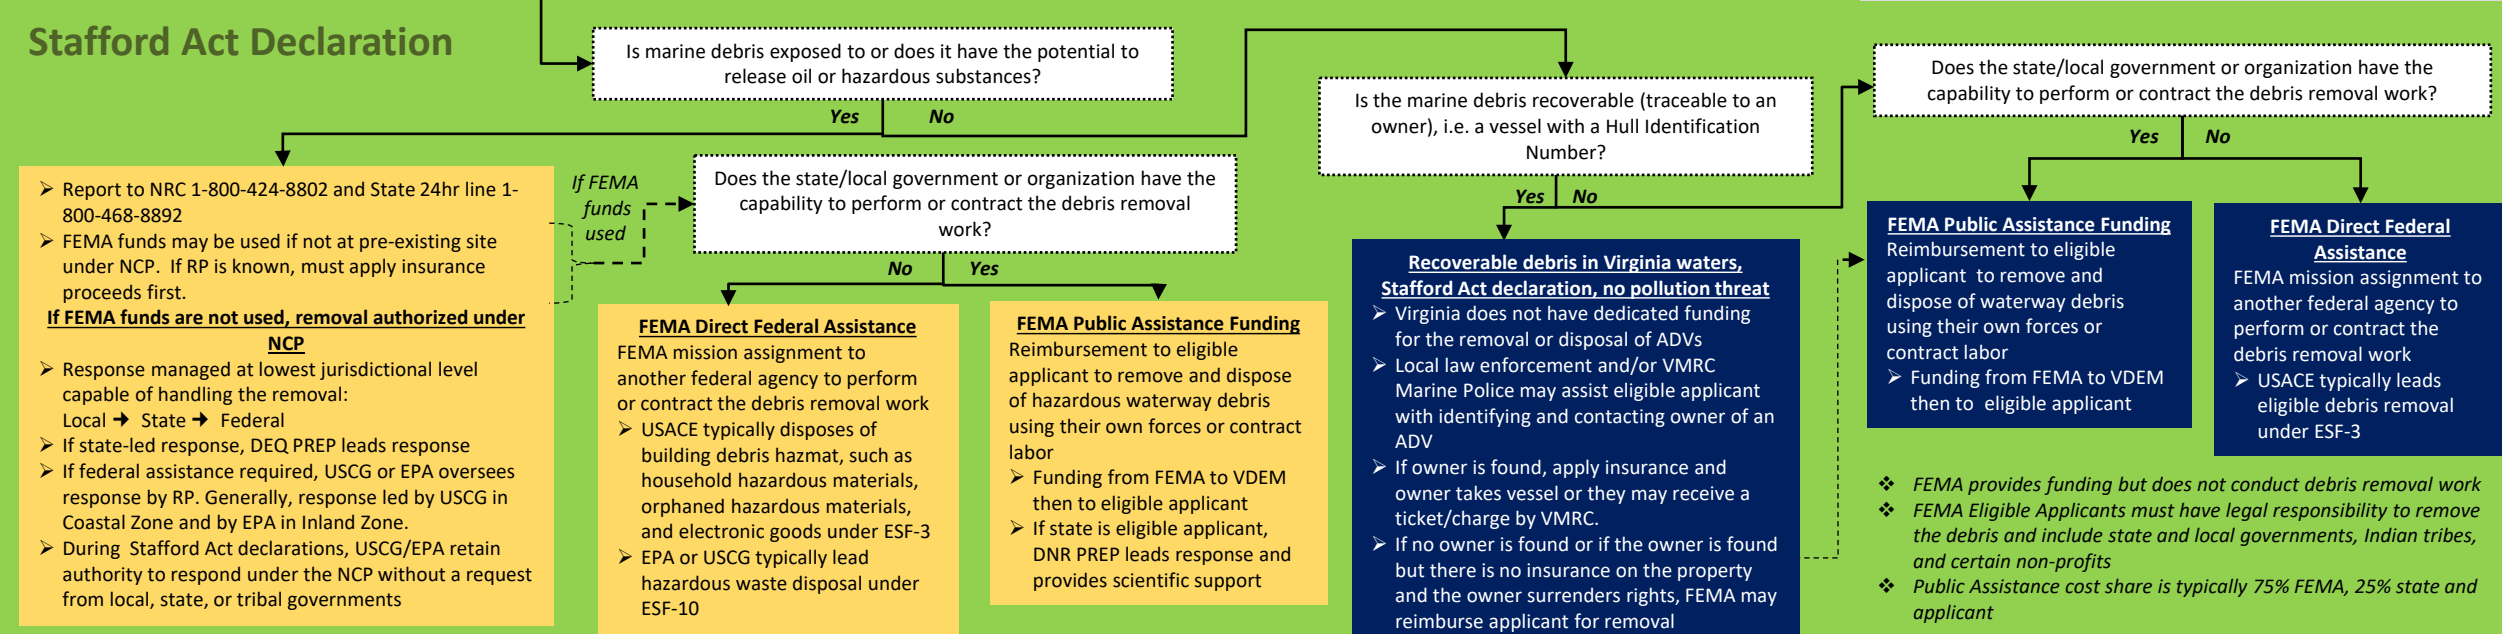 Stafford Act Declaration
Is marine debris exposed to or does it have the potential to
release oil or hazardous substances?
Yes
No
➢ Report to NRC 1-800-424-8802 and State 24hr line 1-
800-468-8892
➢ FEMA funds may be used if not at pre-existing site
under NCP. If RP is known, must apply insurance
proceeds first.
If FEMA funds are not used, removal authorized under
NCP
➢ Response managed at lowest jurisdictional level
capable of handling the removal:
Local ➔ State ➔ Federal
➢ If state-led response, DEQ PREP leads response
➢ If federal assistance required, USCG or EPA oversees
response by RP. Generally, response led by USCG in
Coastal Zone and by EPA in Inland Zone.
➢ During Stafford Act declarations, USCG/EPA retain
authority to respond under the NCP without a request
from local, state, or tribal governments
If FEMA
funds
used
Does the state/local government or organization have the
capability to perform or contract the debris removal
work?
No
Yes
FEMA Direct Federal Assistance
FEMA mission assignment to
another federal agency to perform
or contract the debris removal work
➢ USACE typically disposes of
building debris hazmat, such as
household hazardous materials,
orphaned hazardous materials,
and electronic goods under ESF-3
➢ EPA or USCG typically lead
hazardous waste disposal under
ESF-10
FEMA Public Assistance Funding
Reimbursement to eligible
applicant to remove and dispose
of hazardous waterway debris
using their own forces or contract
labor
➢ Funding from FEMA to VDEM
then to eligible applicant
➢ If state is eligible applicant,
DNR PREP leads response and
provides scientific support
Is the marine debris recoverable (traceable to an
owner), i.e. a vessel with a Hull Identification
Number?
Yes
No
Recoverable debris in Virginia waters,
Stafford Act declaration, no pollution threat
➢ Virginia does not have dedicated funding
for the removal or disposal of ADVs
➢ Local law enforcement and/or VMRC
Marine Police may assist eligible applicant
with identifying and contacting owner of an
ADV
➢ If owner is found, apply insurance and
owner takes vessel or they may receive a
ticket/charge by VMRC.
➢ If no owner is found or if the owner is found
but there is no insurance on the property
and the owner surrenders rights, FEMA may
reimburse applicant for removal
Does the state/local government or organization have the
capability to perform or contract the debris removal work?
Yes
No
FEMA Public Assistance Funding
Reimbursement to eligible
applicant to remove and
dispose of waterway debris
using their own forces or
contract labor
➢ Funding from FEMA to VDEM
then to eligible applicant
FEMA Direct Federal
Assistance
FEMA mission assignment to
another federal agency to
perform or contract the
debris removal work
➢ USACE typically leads
eligible debris removal
under ESF-3
❖ FEMA provides funding but does not conduct debris removal work
❖ FEMA Eligible Applicants must have legal responsibility to remove
the debris and include state and local governments, Indian tribes,
and certain non-profits
❖ Public Assistance cost share is typically 75% FEMA, 25% state and
applicant